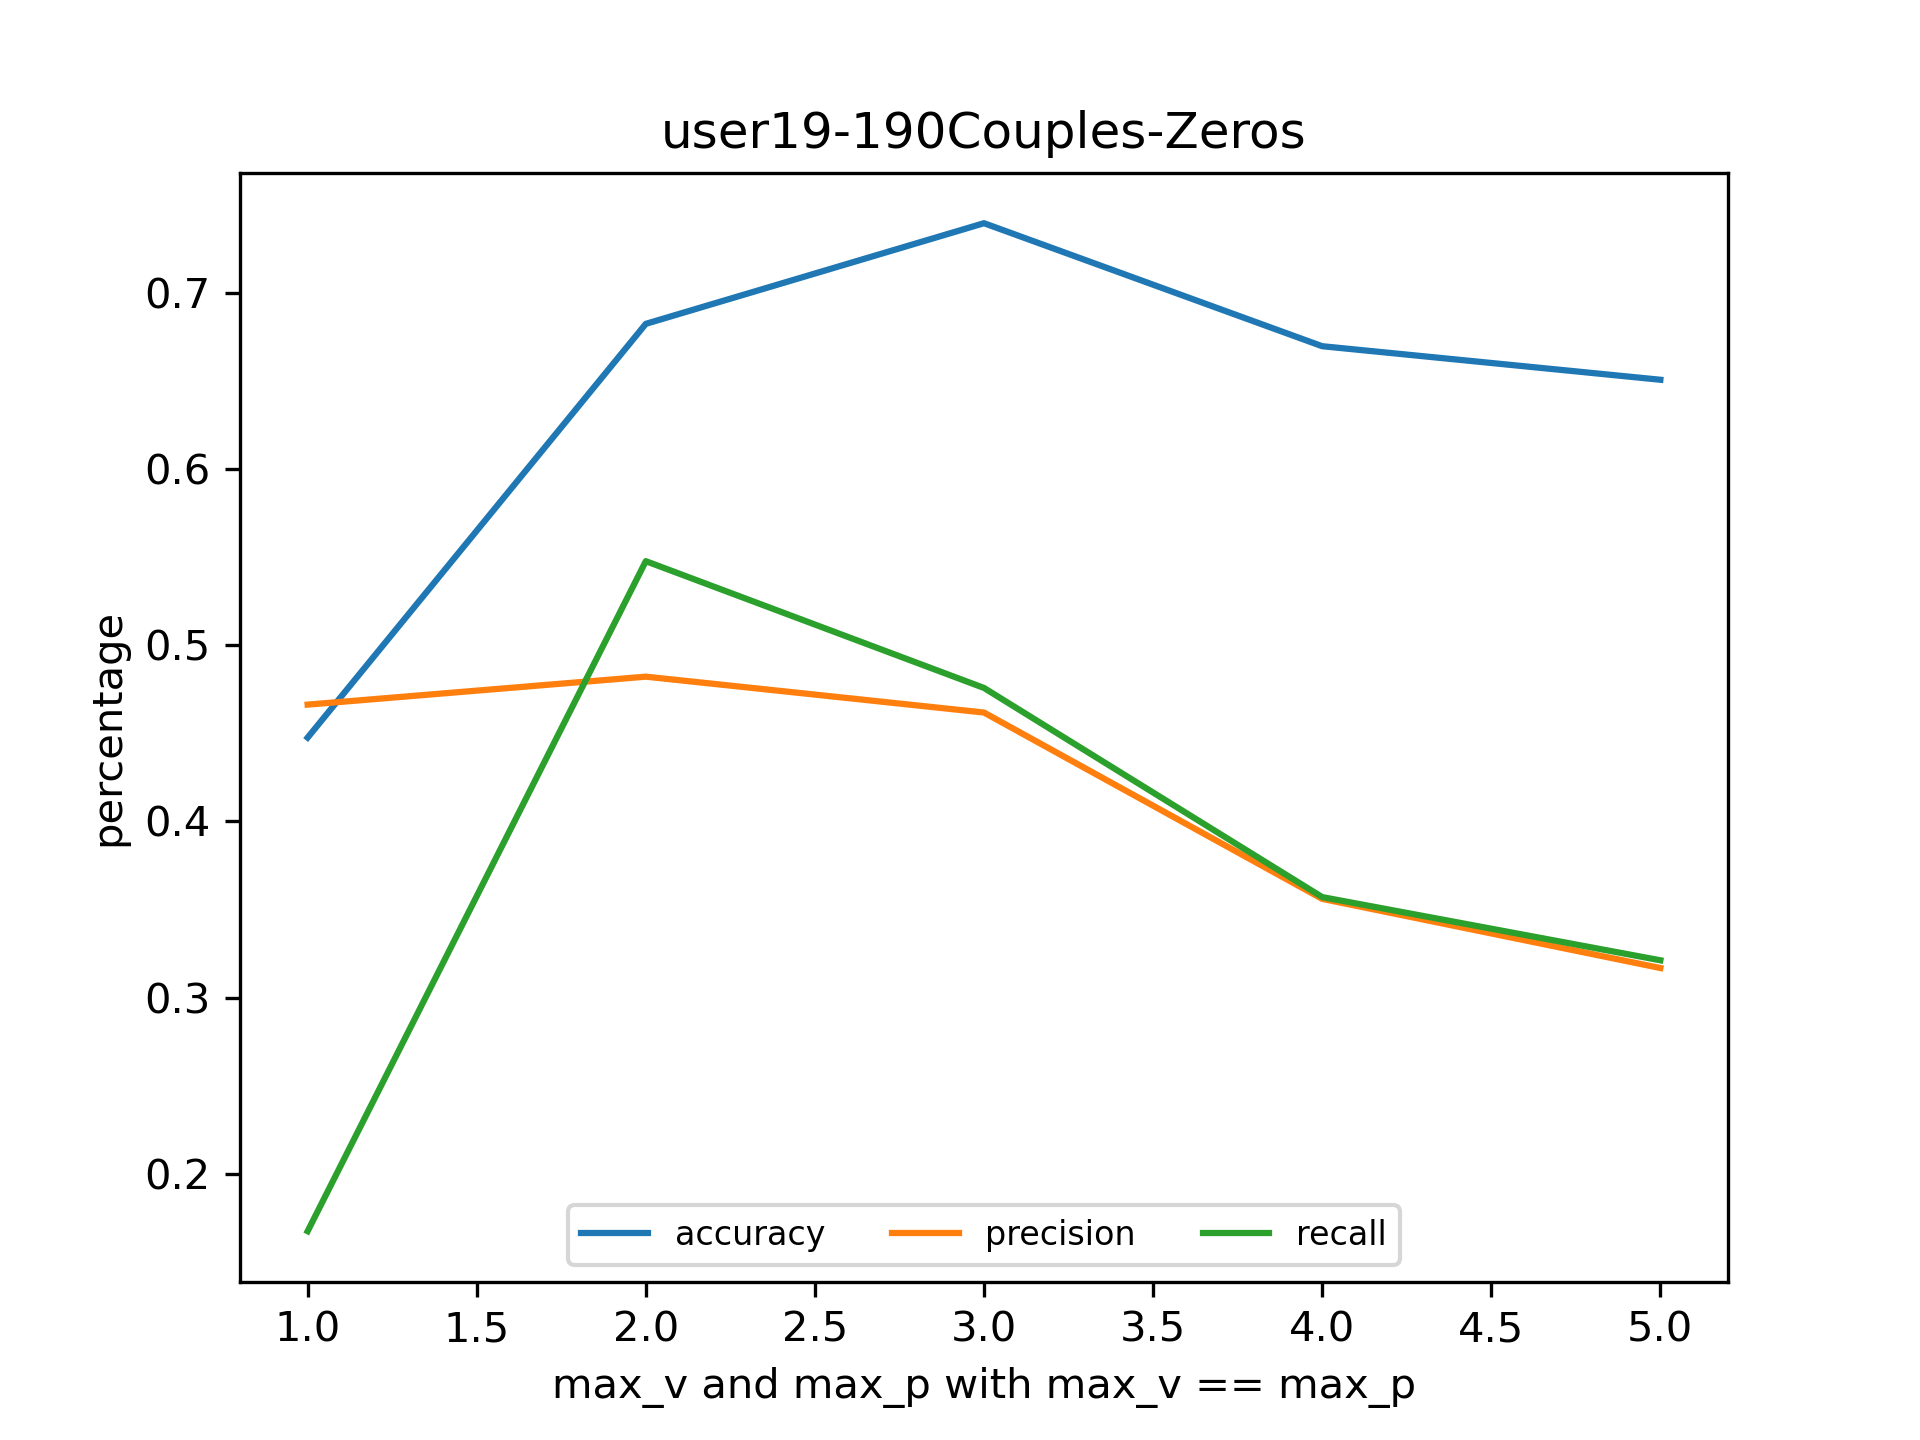 user19-190Couples-Zeros
percentage
0.7
0.6
0.5
0.4
0.3
0.2
accuracy precision recall
1.0 1.5 2.0 2.5 3.0 3.5 4.0 4.5 5.0
max_v and max_p with max_v == max_p